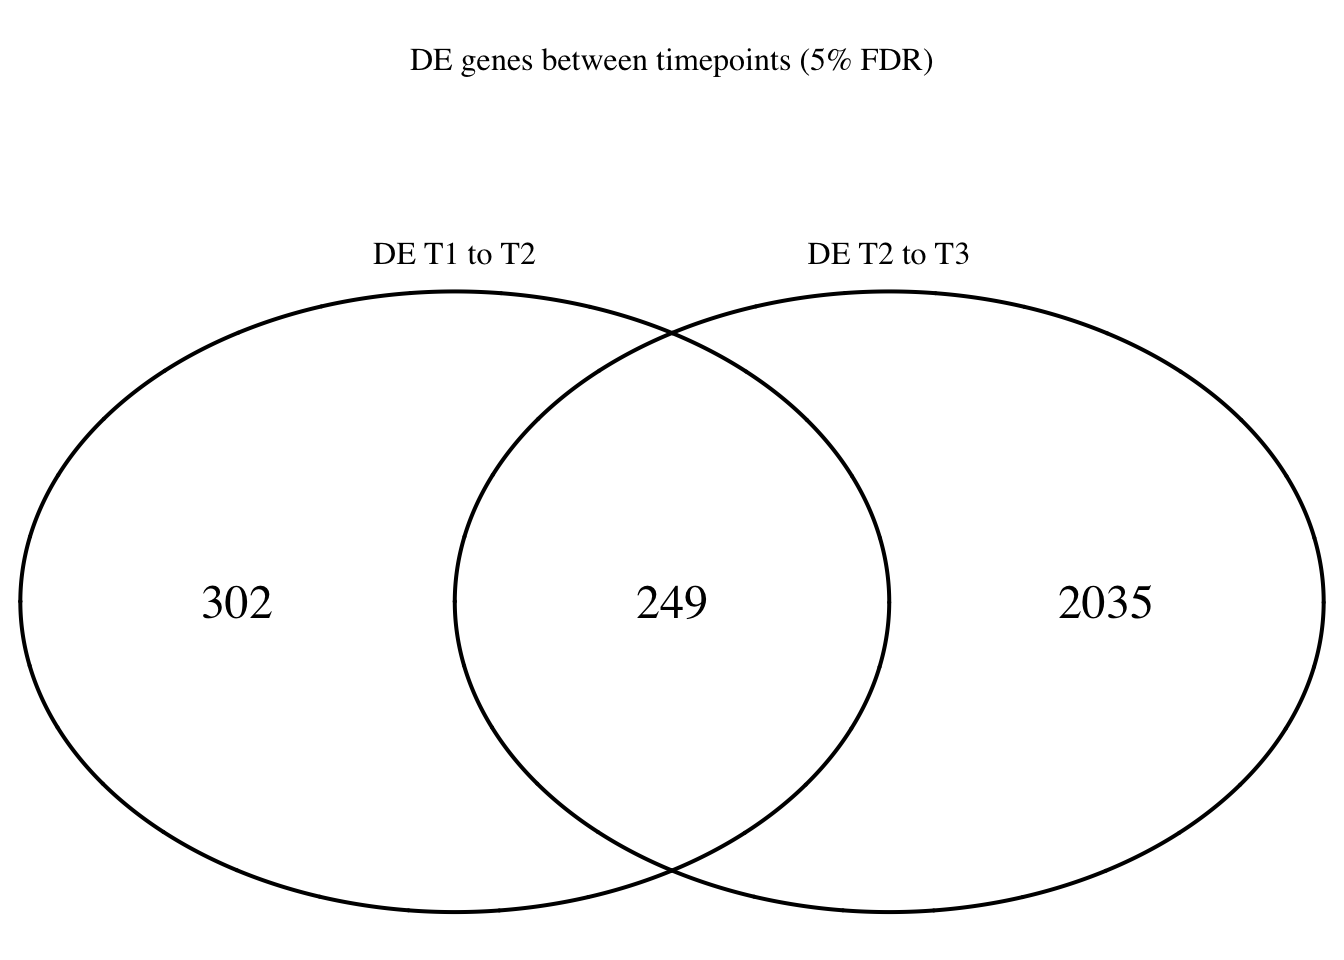 DE genes between timepoints (5% FDR)
DE T1 to T2
DE T2 to T3
302
249
2035